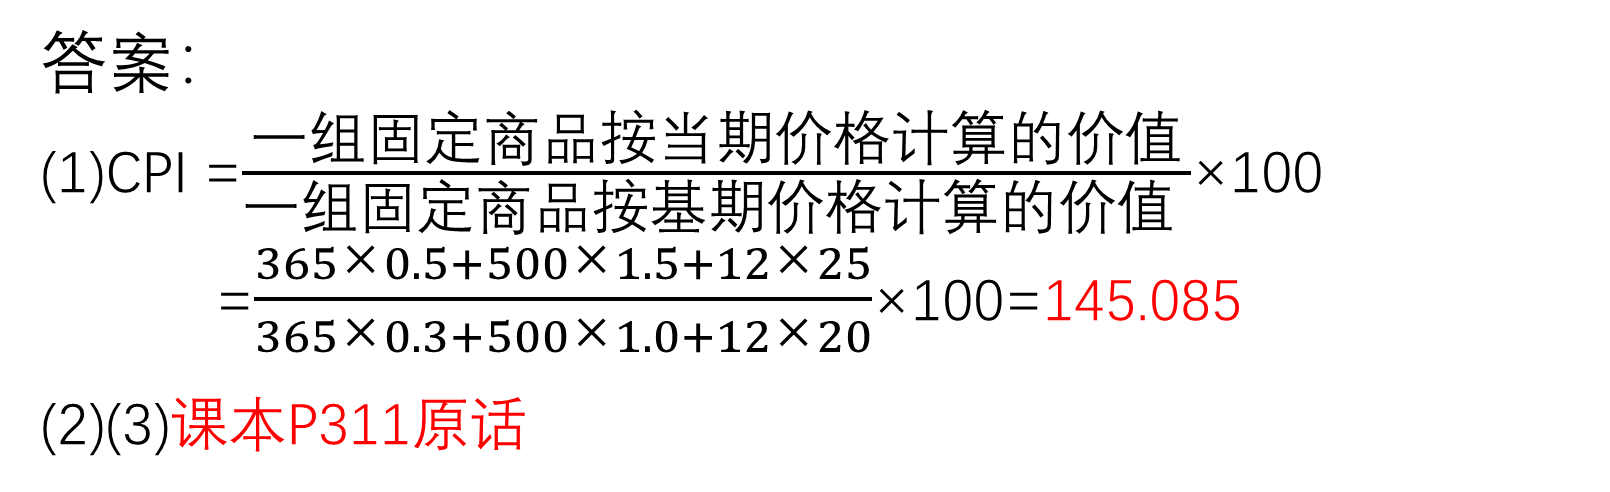 答案：
(1)CPI =一组固定商品按当期价格计算的价值/一组固定商品按基期价格计算的价值×100
=365×0.5+500×1.5+12×25/365×0.3+500×1.0+12×20×100=145.085
(2)(3)课本P311原话